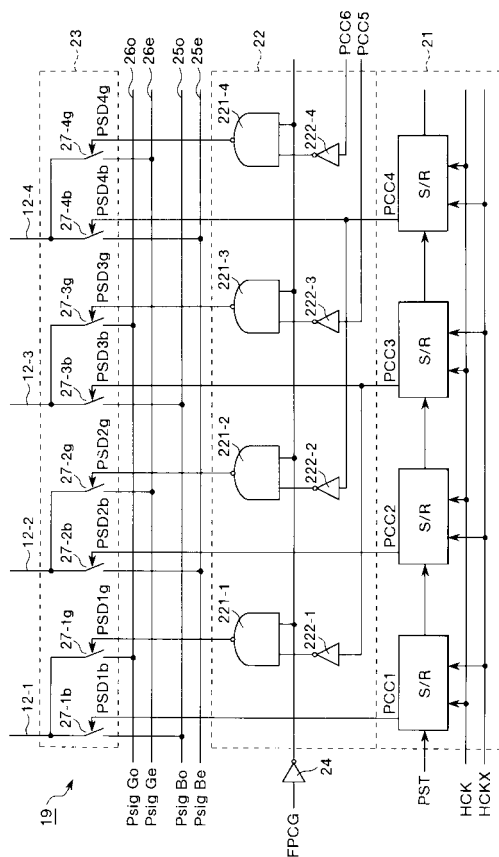 19
12-1
12-2
12-3
12-4
23
27-1b
27-1g
27-2b
27-2g
27-3b
27-3g
27-4b
27-4g
PSD1b
PSD1g
PSD2b
PSD2g
PSD3b
PSD3g
PSD4b
PSD4g
Psig Go
26o
Psig Ge
26e
Psig Bo
25o
Psig Be
25e
22
221-1
221-2
221-3
221-4
FPCG
24
222-1
222-2
222-3
222-4
PCC6
PCC5
21
PCC1
PCC2
PCC3
PCC4
PST
S/R
S/R
S/R
S/R
HCK
HCKX